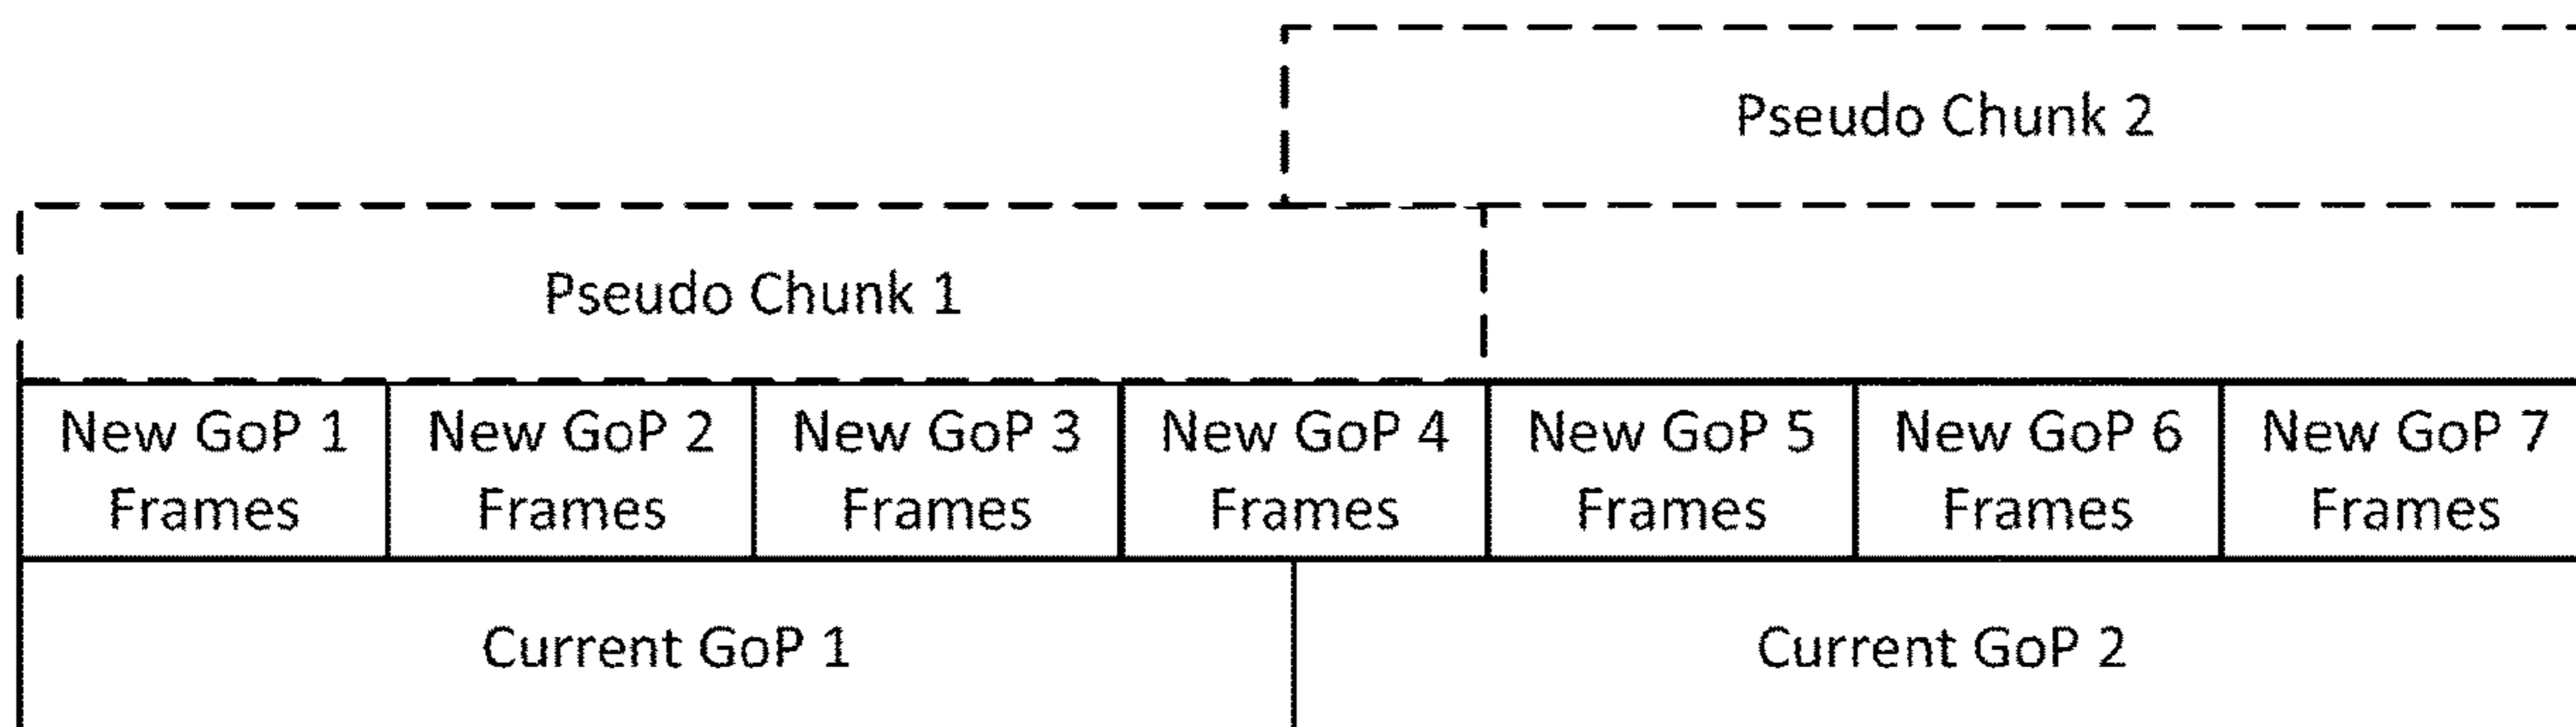 Pseudo Chunk 2
Pseudo Chunk 1
New GoP 1
Frames
New GoP 2
Frames
New GoP 3
Frames
New GoP 4
Frames
New GoP 5
Frames
New GoP 6
Frames
New GoP 7
Frames
Current GoP 1
Current GoP 2